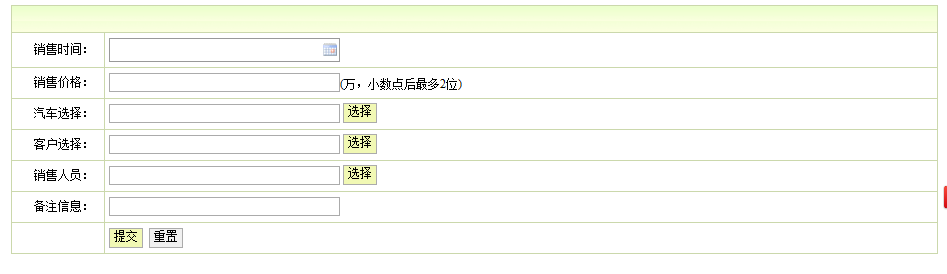 销售时间：
销售价格： (万，小数点后最多2位)
汽车选择： 选择
客户选择： 选择
销售人员： 选择
备注信息：
提交 重置